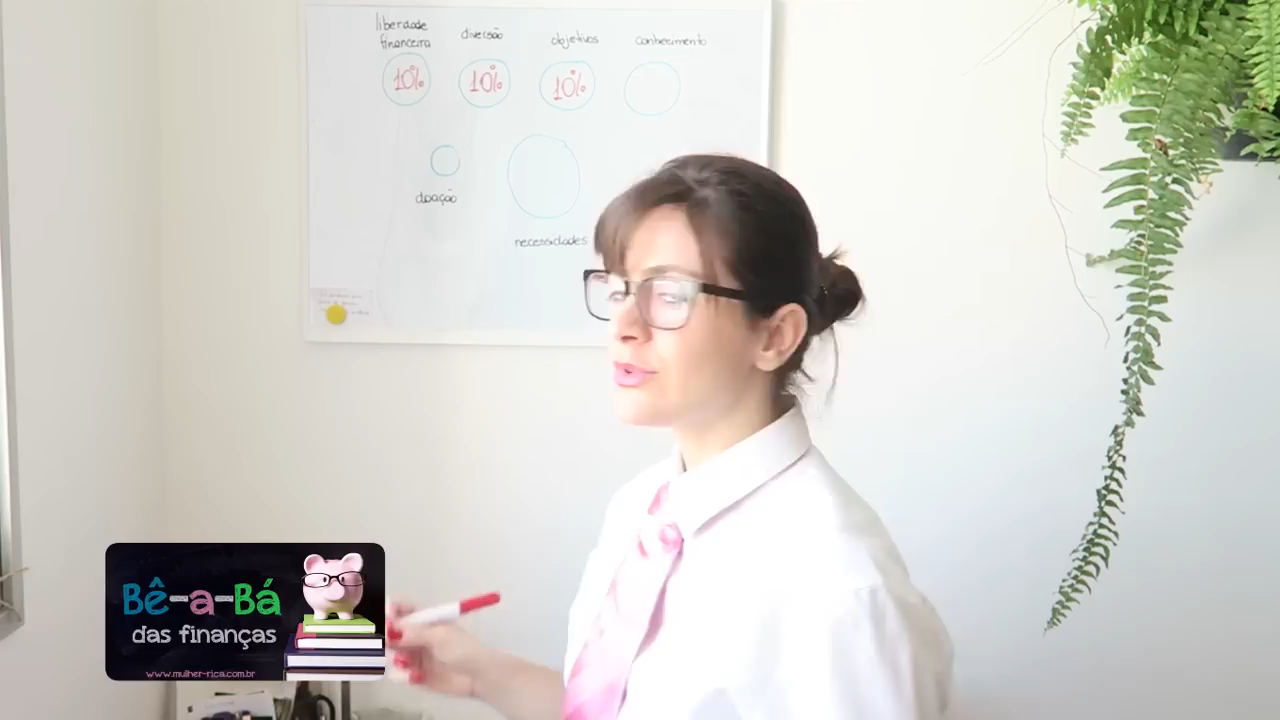 liberdade
financeira
diversão
objetivos
conhecimento
10%
10%
10%
doação
necessidades
Bê-a-Bá
das finanças
www.mulher-rica.com.br